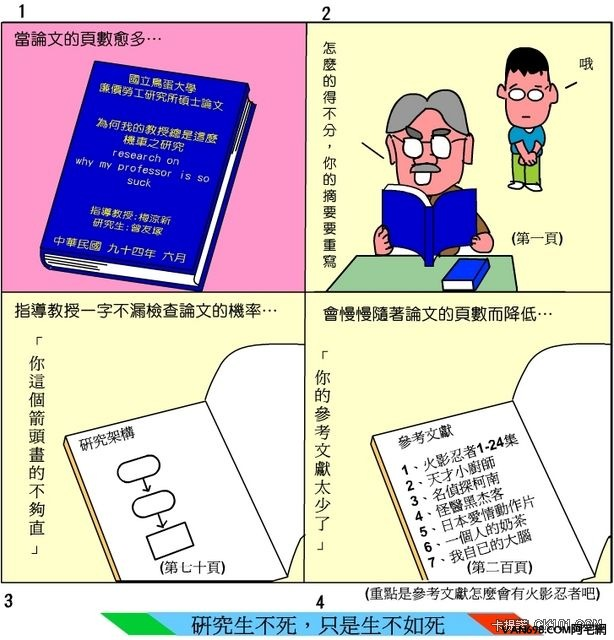 1
當論文的頁數愈多…
國立鳥蛋大學
廉價勞工研究所碩士論文
為何我的教授總是這麼
機車之研究
research on
why my professor is so
suck
指導教授:梅涼新
研究生:曾友塚
中華民國 九十四年 六月
2
怎麼的得不分，你的摘要要重寫
哦
(第一頁)
指導教授一字不漏檢查論文的機率…
「你這個箭頭畫的不夠直」
研究架構
(第七十頁)
3
會慢慢隨著論文的頁數而降低…
「你的參考文獻太少了」
參考文獻
1、火影忍者1-24集
2、天才小廚師
3、名偵探柯南
4、怪醫黑杰客
5、日本愛情動作片
6、一個人的奶茶
7、我自已的大腦
(第二百頁)
4
(重點是參考文獻怎麼會有火影忍者吧)
研究生不死，只是生不如死